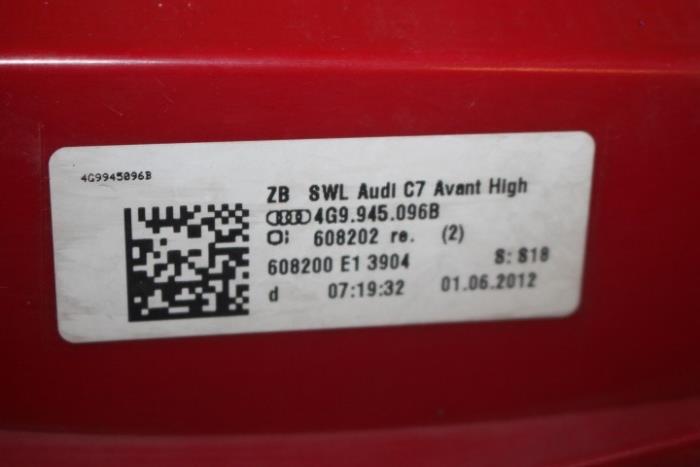 4G9945096B
ZB SWL Audi C7 Avant High
4G9.945.096B
608202 re. (2)
608200 E1 3904 S: S18
d 07:19:32 01.06.2012